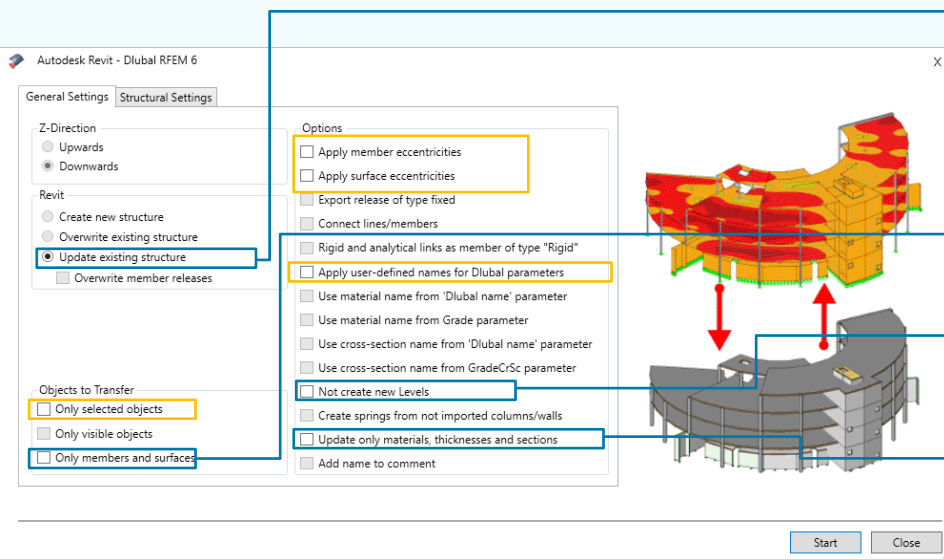 Autodesk Revit - Dlubal RFEM 6
X
General Settings
Structural Settings
Z-Direction
Upwards
Downwards
Revit
Create new structure
Overwrite existing structure
Update existing structure
Overwrite member releases
Objects to Transfer
Only selected objects
Only visible objects
Only members and surfaces
Options
Apply member eccentricities
Apply surface eccentricities
Export release of type fixed
Connect lines/members
Rigid and analytical links as member of type "Rigid"
Apply user-defined names for Dlubal parameters
Use material name from 'Dlubal name' parameter
Use material name from Grade parameter
Use cross-section name from 'Dlubal name' parameter
Use cross-section name from GradeCrSc parameter
Not create new Levels
Create springs from not imported columns/walls
Update only materials, thicknesses and sections
Add name to comment
Start
Close